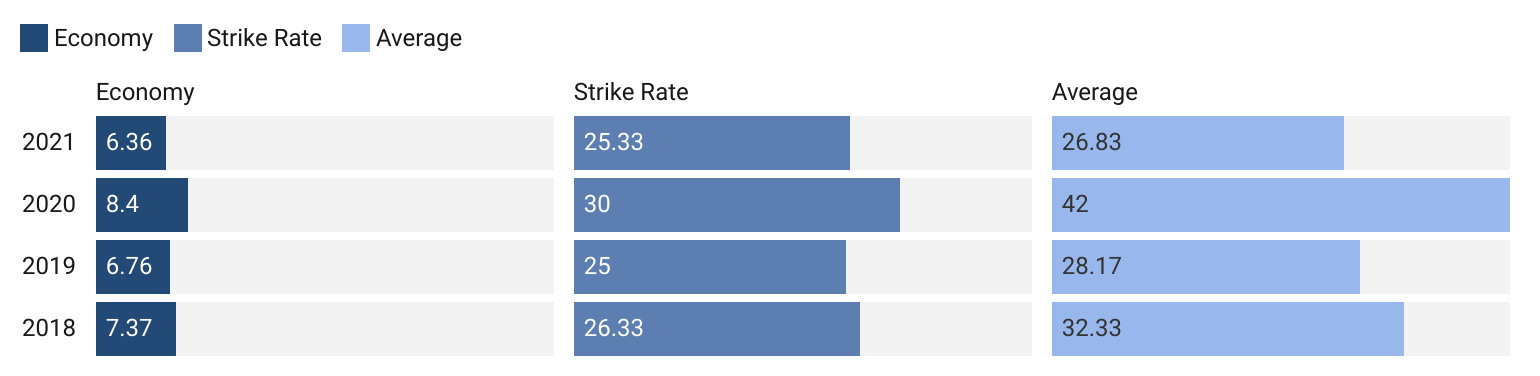 Economy Strike Rate Average
Economy Strike Rate Average
2021 6.36 25.33 26.83
2020 8.4 30 42
2019 6.76 25 28.17
2018 7.37 26.33 32.33